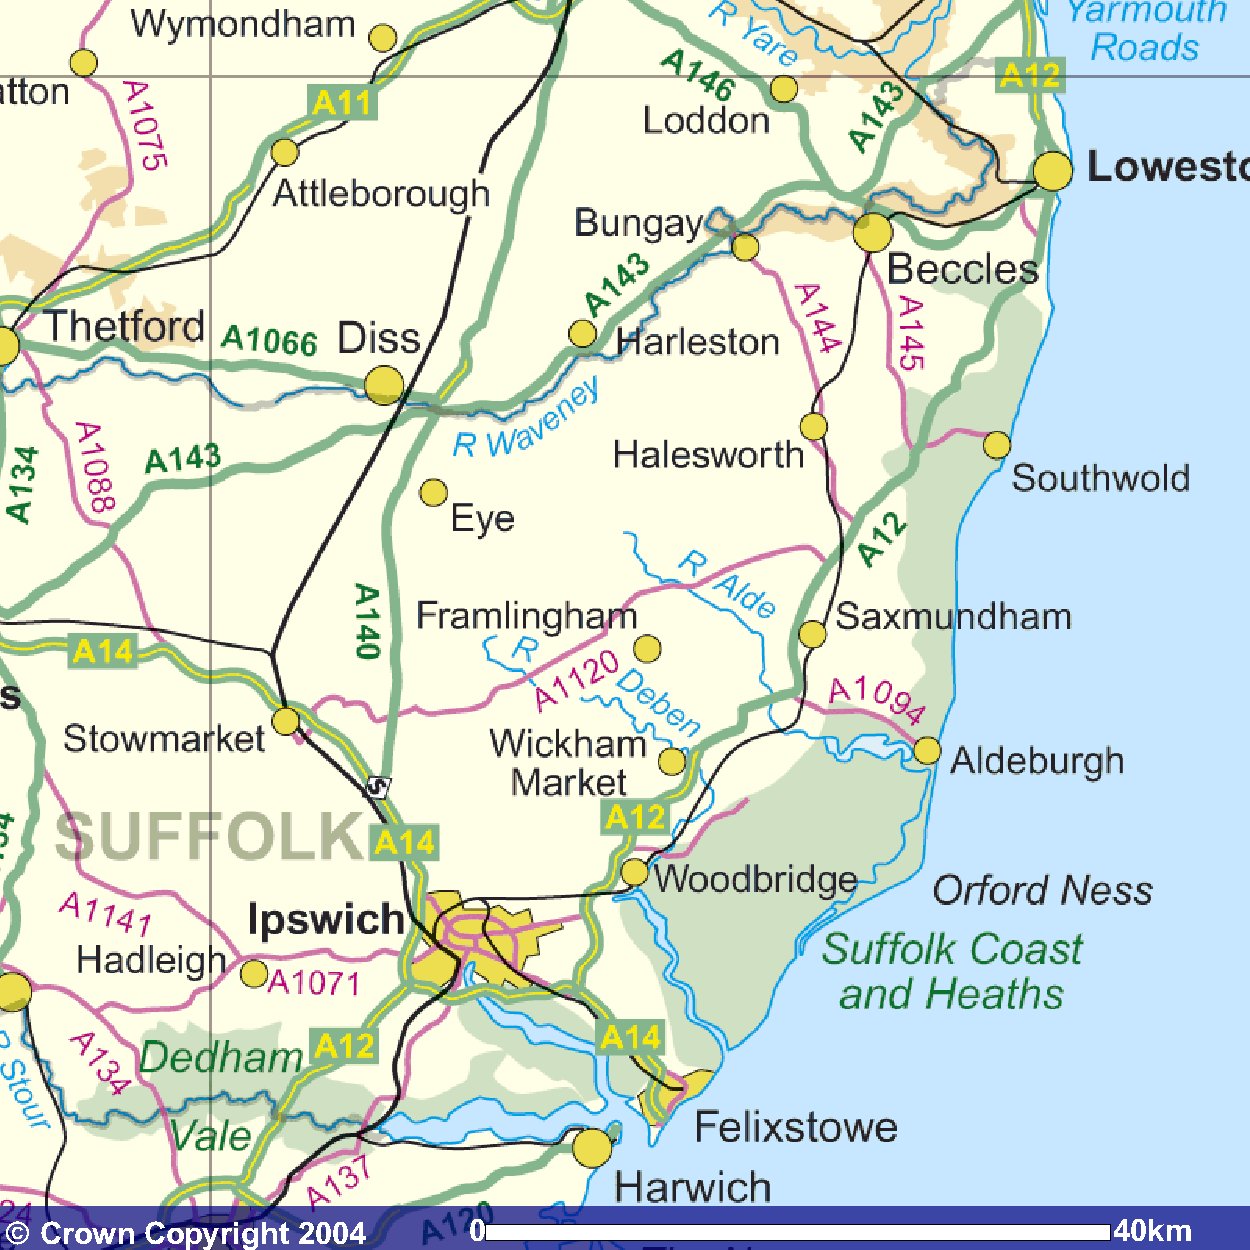 Wymondham
Yarmouth
Roads
R Yare
A146
A12
atton
A1075
A11
Loddon
A143
Attleborough
Lowesto
Bungay
Beccles
A143
Thetford
A1066
Diss
Harleston
A144
A145
R Waveney
A134
A1088
A143
Halesworth
Southwold
Eye
A12
R Alde
A140
Framlingham
Saxmundham
A14
R
Deben
A1120
A1094
s
Stowmarket
Wickham
Market
Aldeburgh
S
SUFFOLK
A14
A12
Woodbridge
Orford Ness
A1141
Ipswich
Hadleigh
A1071
Suffolk Coast
and Heaths
A134
Dedham
Vale
A12
A14
R Stour
Felixstowe
A137
Harwich
24
A120
© Crown Copyright 2004
0
40km